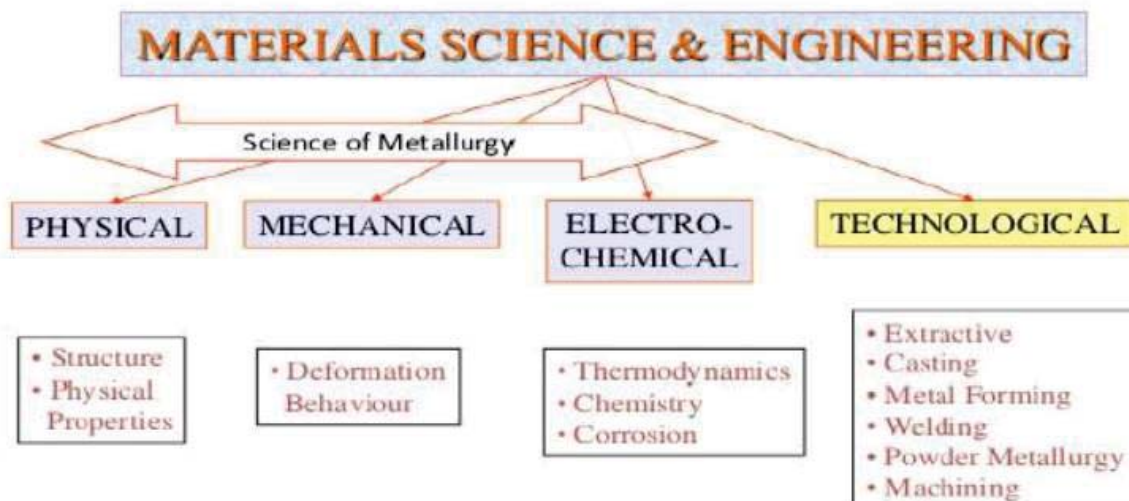 MATERIALS SCIENCE & ENGINEERING
Science of Metallurgy
PHYSICAL
MECHANICAL
ELECTRO-
CHEMICAL
TECHNOLOGICAL
• Structure
• Physical
Properties
• Deformation
Behaviour
• Thermodynamics
• Chemistry
• Corrosion
• Extractive
• Casting
• Metal Forming
• Welding
• Powder Metallurgy
• Machining